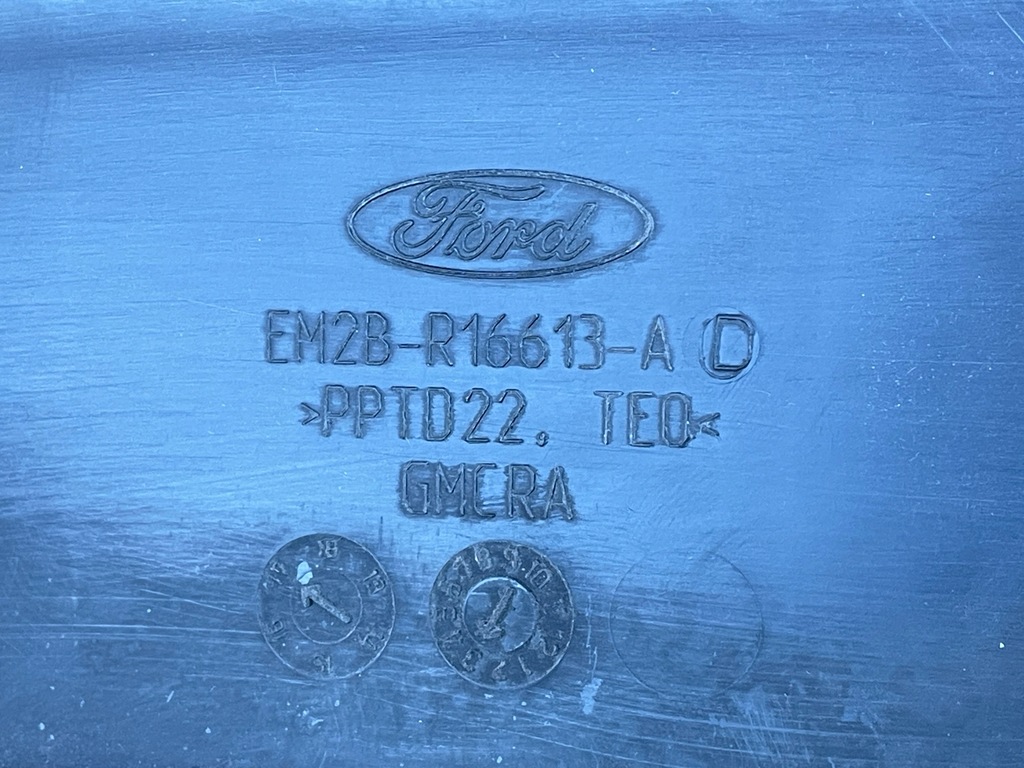 Ford
EM2B-R16613-A D
>PPTD22. TEO<
GMCRA